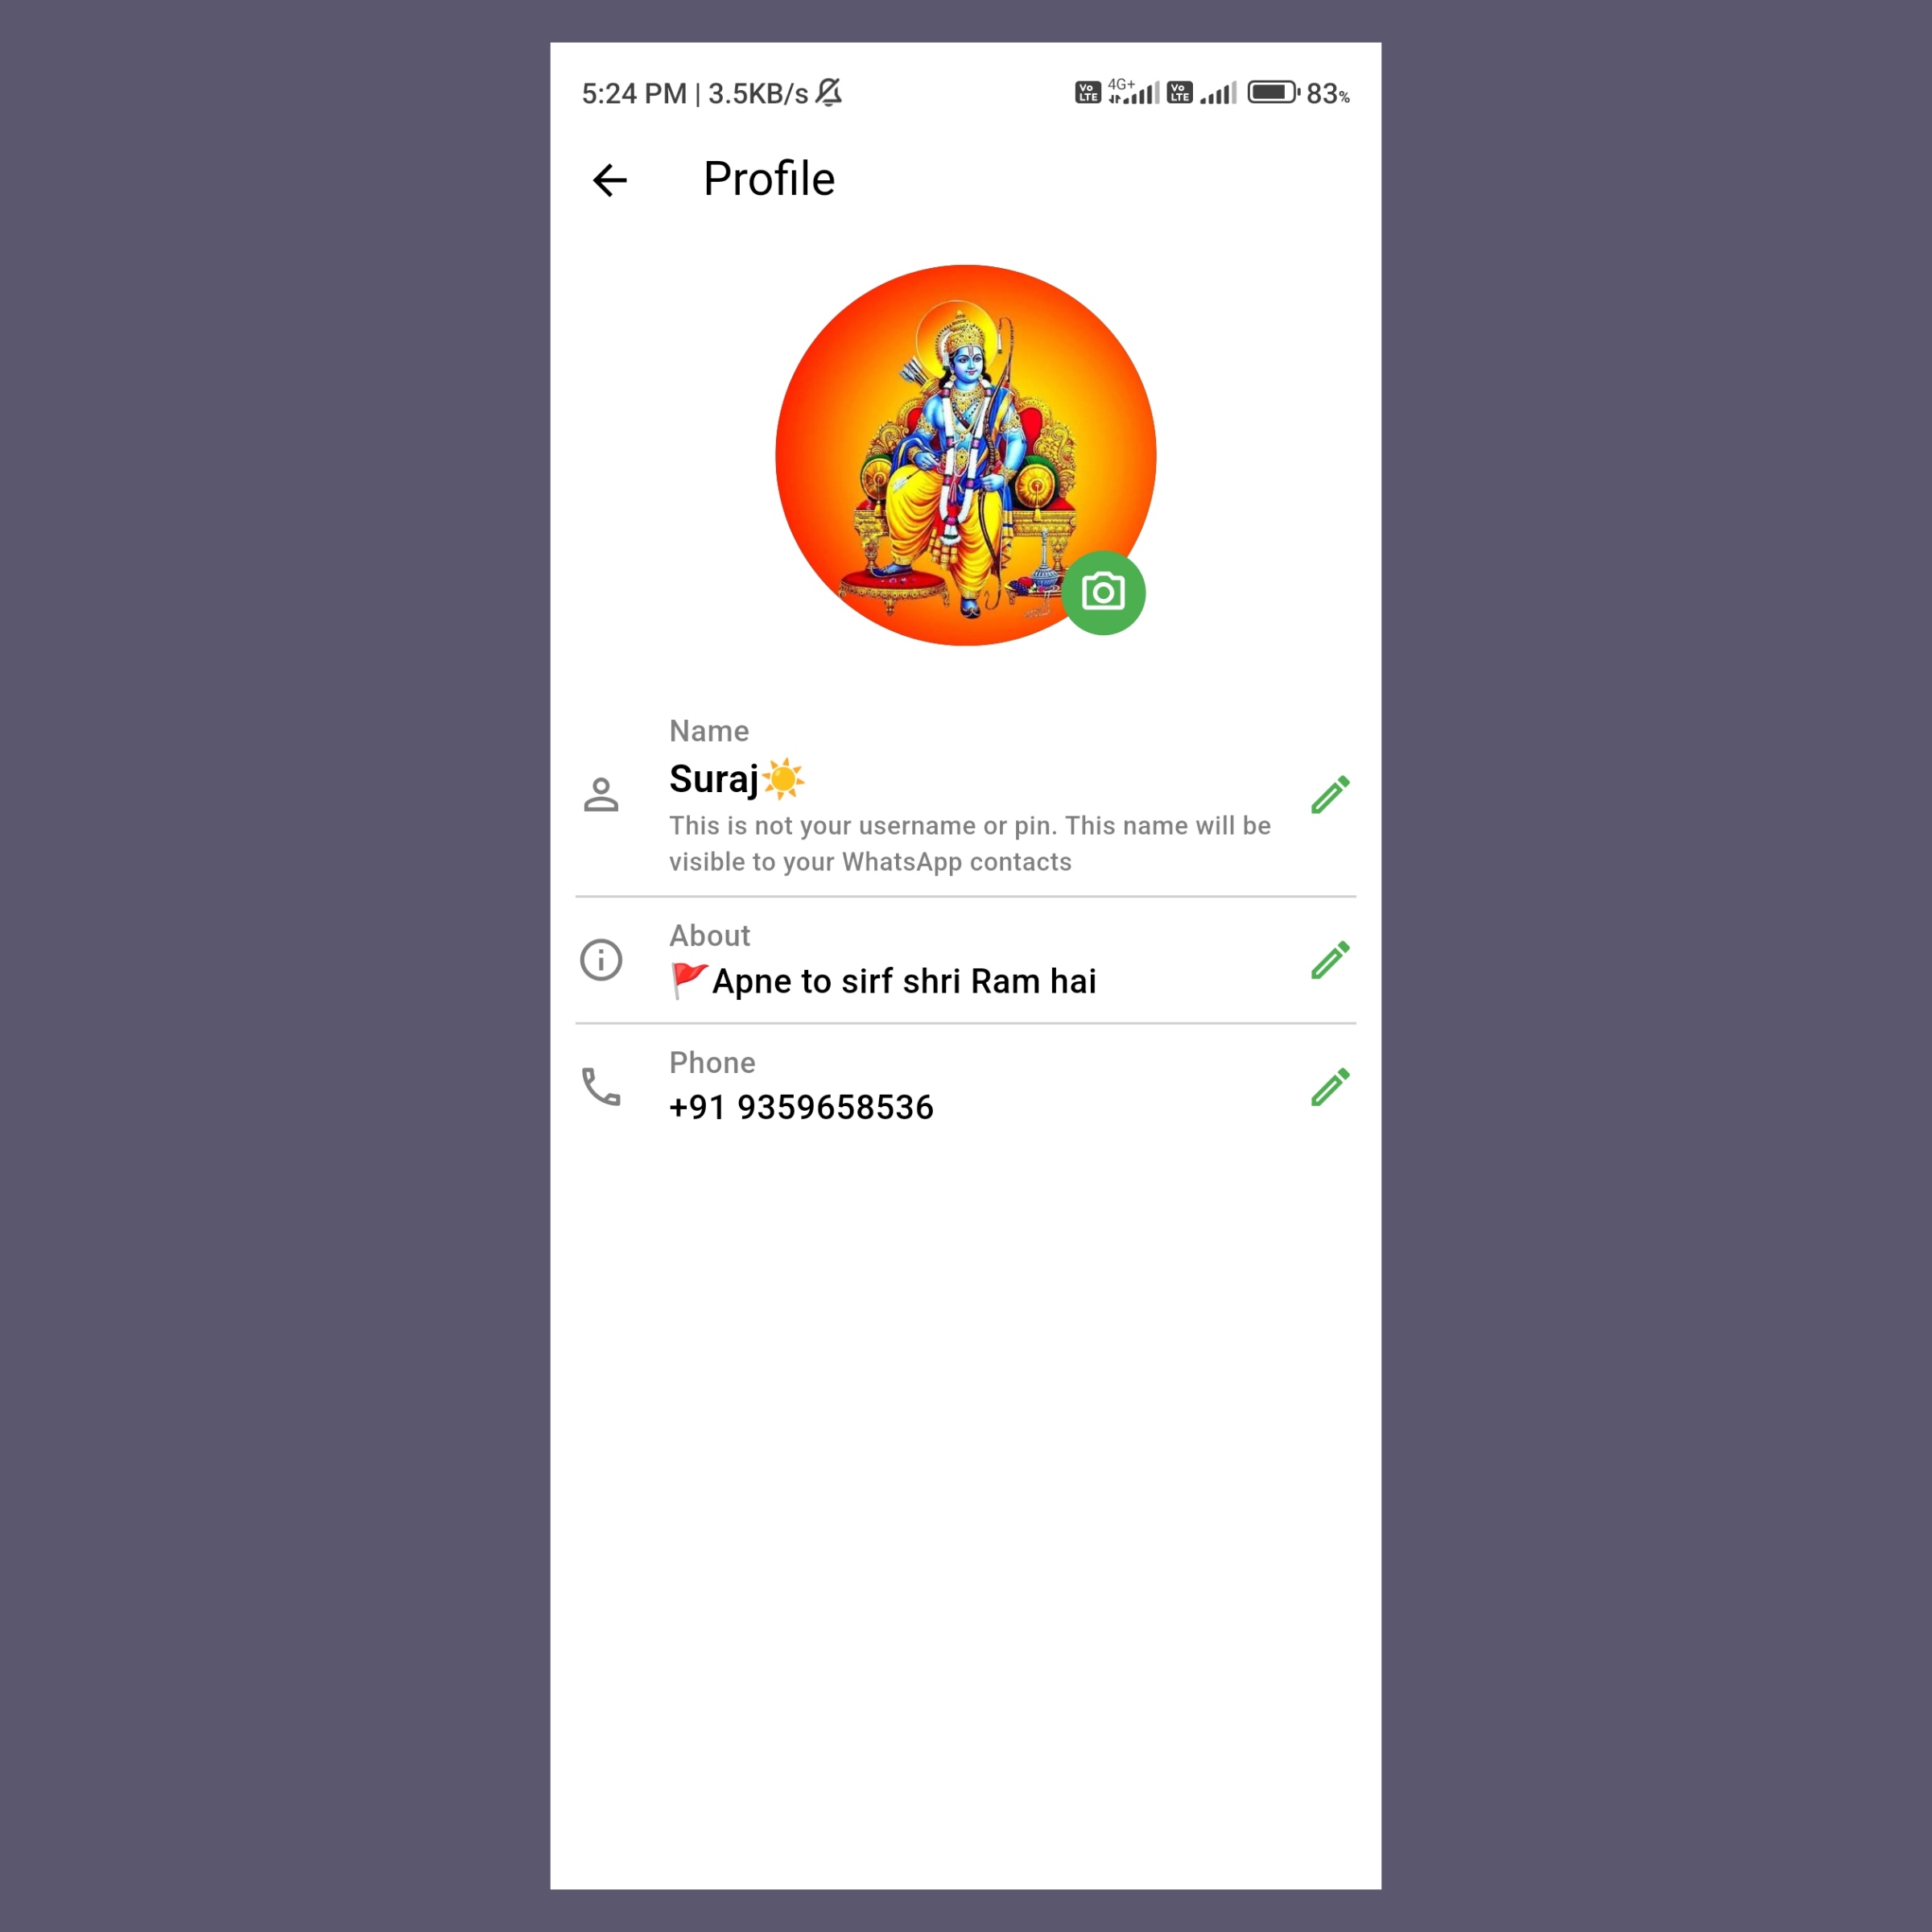 5:24 PM | 3.5KB/s Vo LTE 4G+ Vo LTE 83%
Profile
Name
Suraj☀️
This is not your username or pin. This name will be
visible to your WhatsApp contacts
About
🚩Apne to sirf shri Ram hai
Phone
+91 9359658536